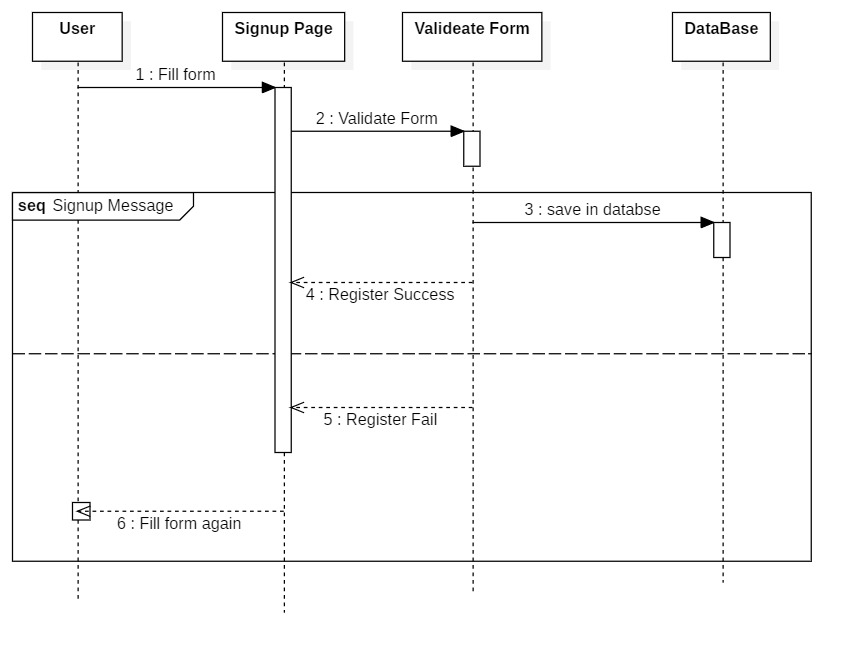 User
Signup Page
Valideate Form
DataBase
1 : Fill form
2 : Validate Form
seq Signup Message
3 : save in databse
4 : Register Success
5 : Register Fail
6 : Fill form again